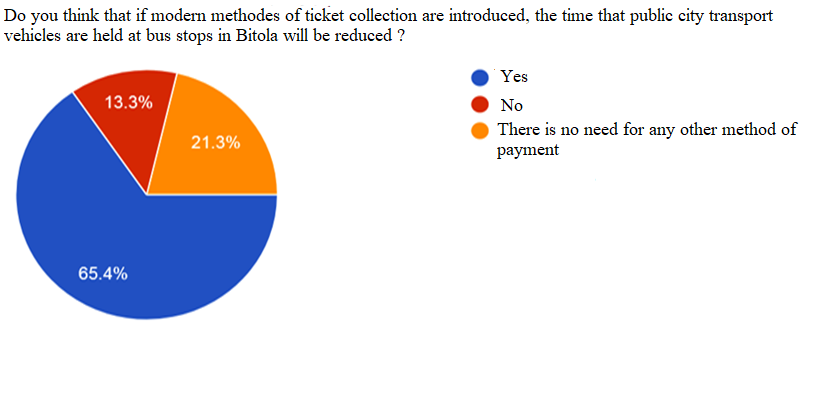 Do you think that if modern methodes of ticket collection are introduced, the time that public city transport
vehicles are held at bus stops in Bitola will be reduced ?
Yes
No
There is no need for any other method of
payment
13.3%
21.3%
65.4%